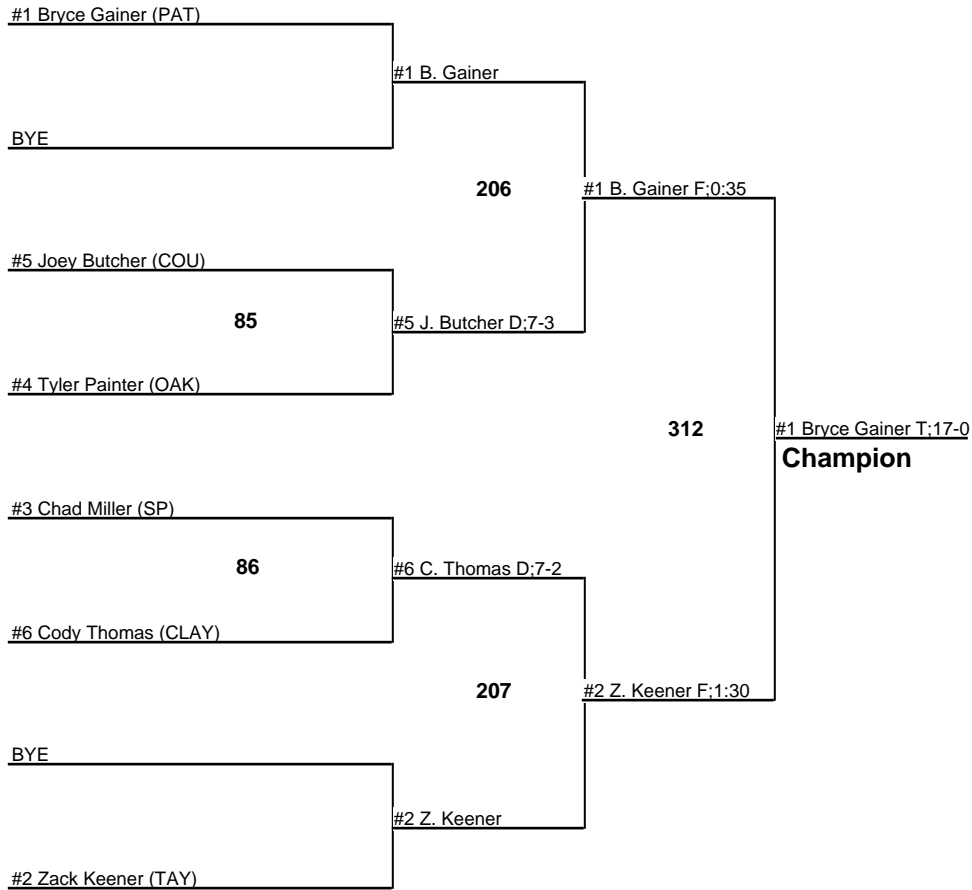 #1 Bryce Gainer (PAT)
#1 B. Gainer
BYE
206
#1 B. Gainer F;0:35
#5 Joey Butcher (COU)
85
#5 J. Butcher D;7-3
#4 Tyler Painter (OAK)
312
#1 Bryce Gainer T;17-0
Champion
#3 Chad Miller (SP)
86
#6 C. Thomas D;7-2
#6 Cody Thomas (CLAY)
207
#2 Z. Keener F;1:30
BYE
#2 Z. Keener
#2 Zack Keener (TAY)